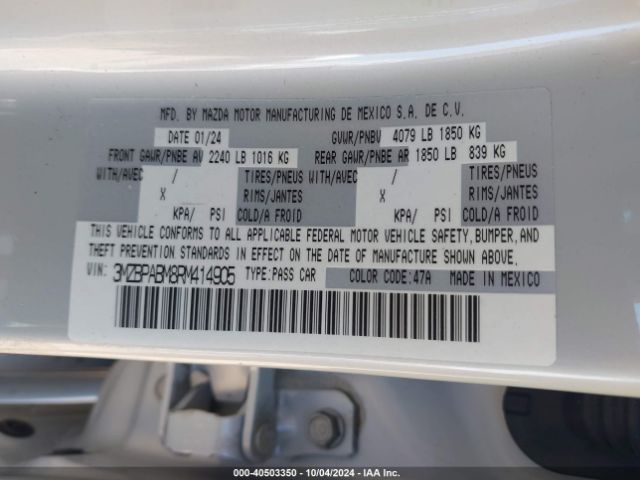 MFD. BY MAZDA MOTOR MANUFACTURING DE MEXICO S.A. DE C.V.
DATE 01/24 GVWR/PNBV 4079 LB 1850 KG
FRONT GAWR/PNBE AV 2240 LB 1016 KG REAR GAWR/PNBE AR 1850 LB 839 KG
WITH/AVEC / TIRES/PNEUS WITH/AVEC / TIRES/PNEUS
X RIMS/JANTES X RIMS/JANTES
KPA/ PSI COLD/A FROID KPA/ PSI COLD/A FROID
THIS VEHICLE CONFORMS TO ALL APPLICABLE FEDERAL MOTOR VEHICLE SAFETY, BUMPER, AND
THEFT PREVENTION STANDARDS IN EFFECT ON THE DATE OF MANUFACTURE SHOWN ABOVE.
VIN: 3MZBPABM8RM414905 TYPE:PASS CAR COLOR CODE:47A MADE IN MEXICO
000-40503350 - 10/04/2024 - IAA Inc.